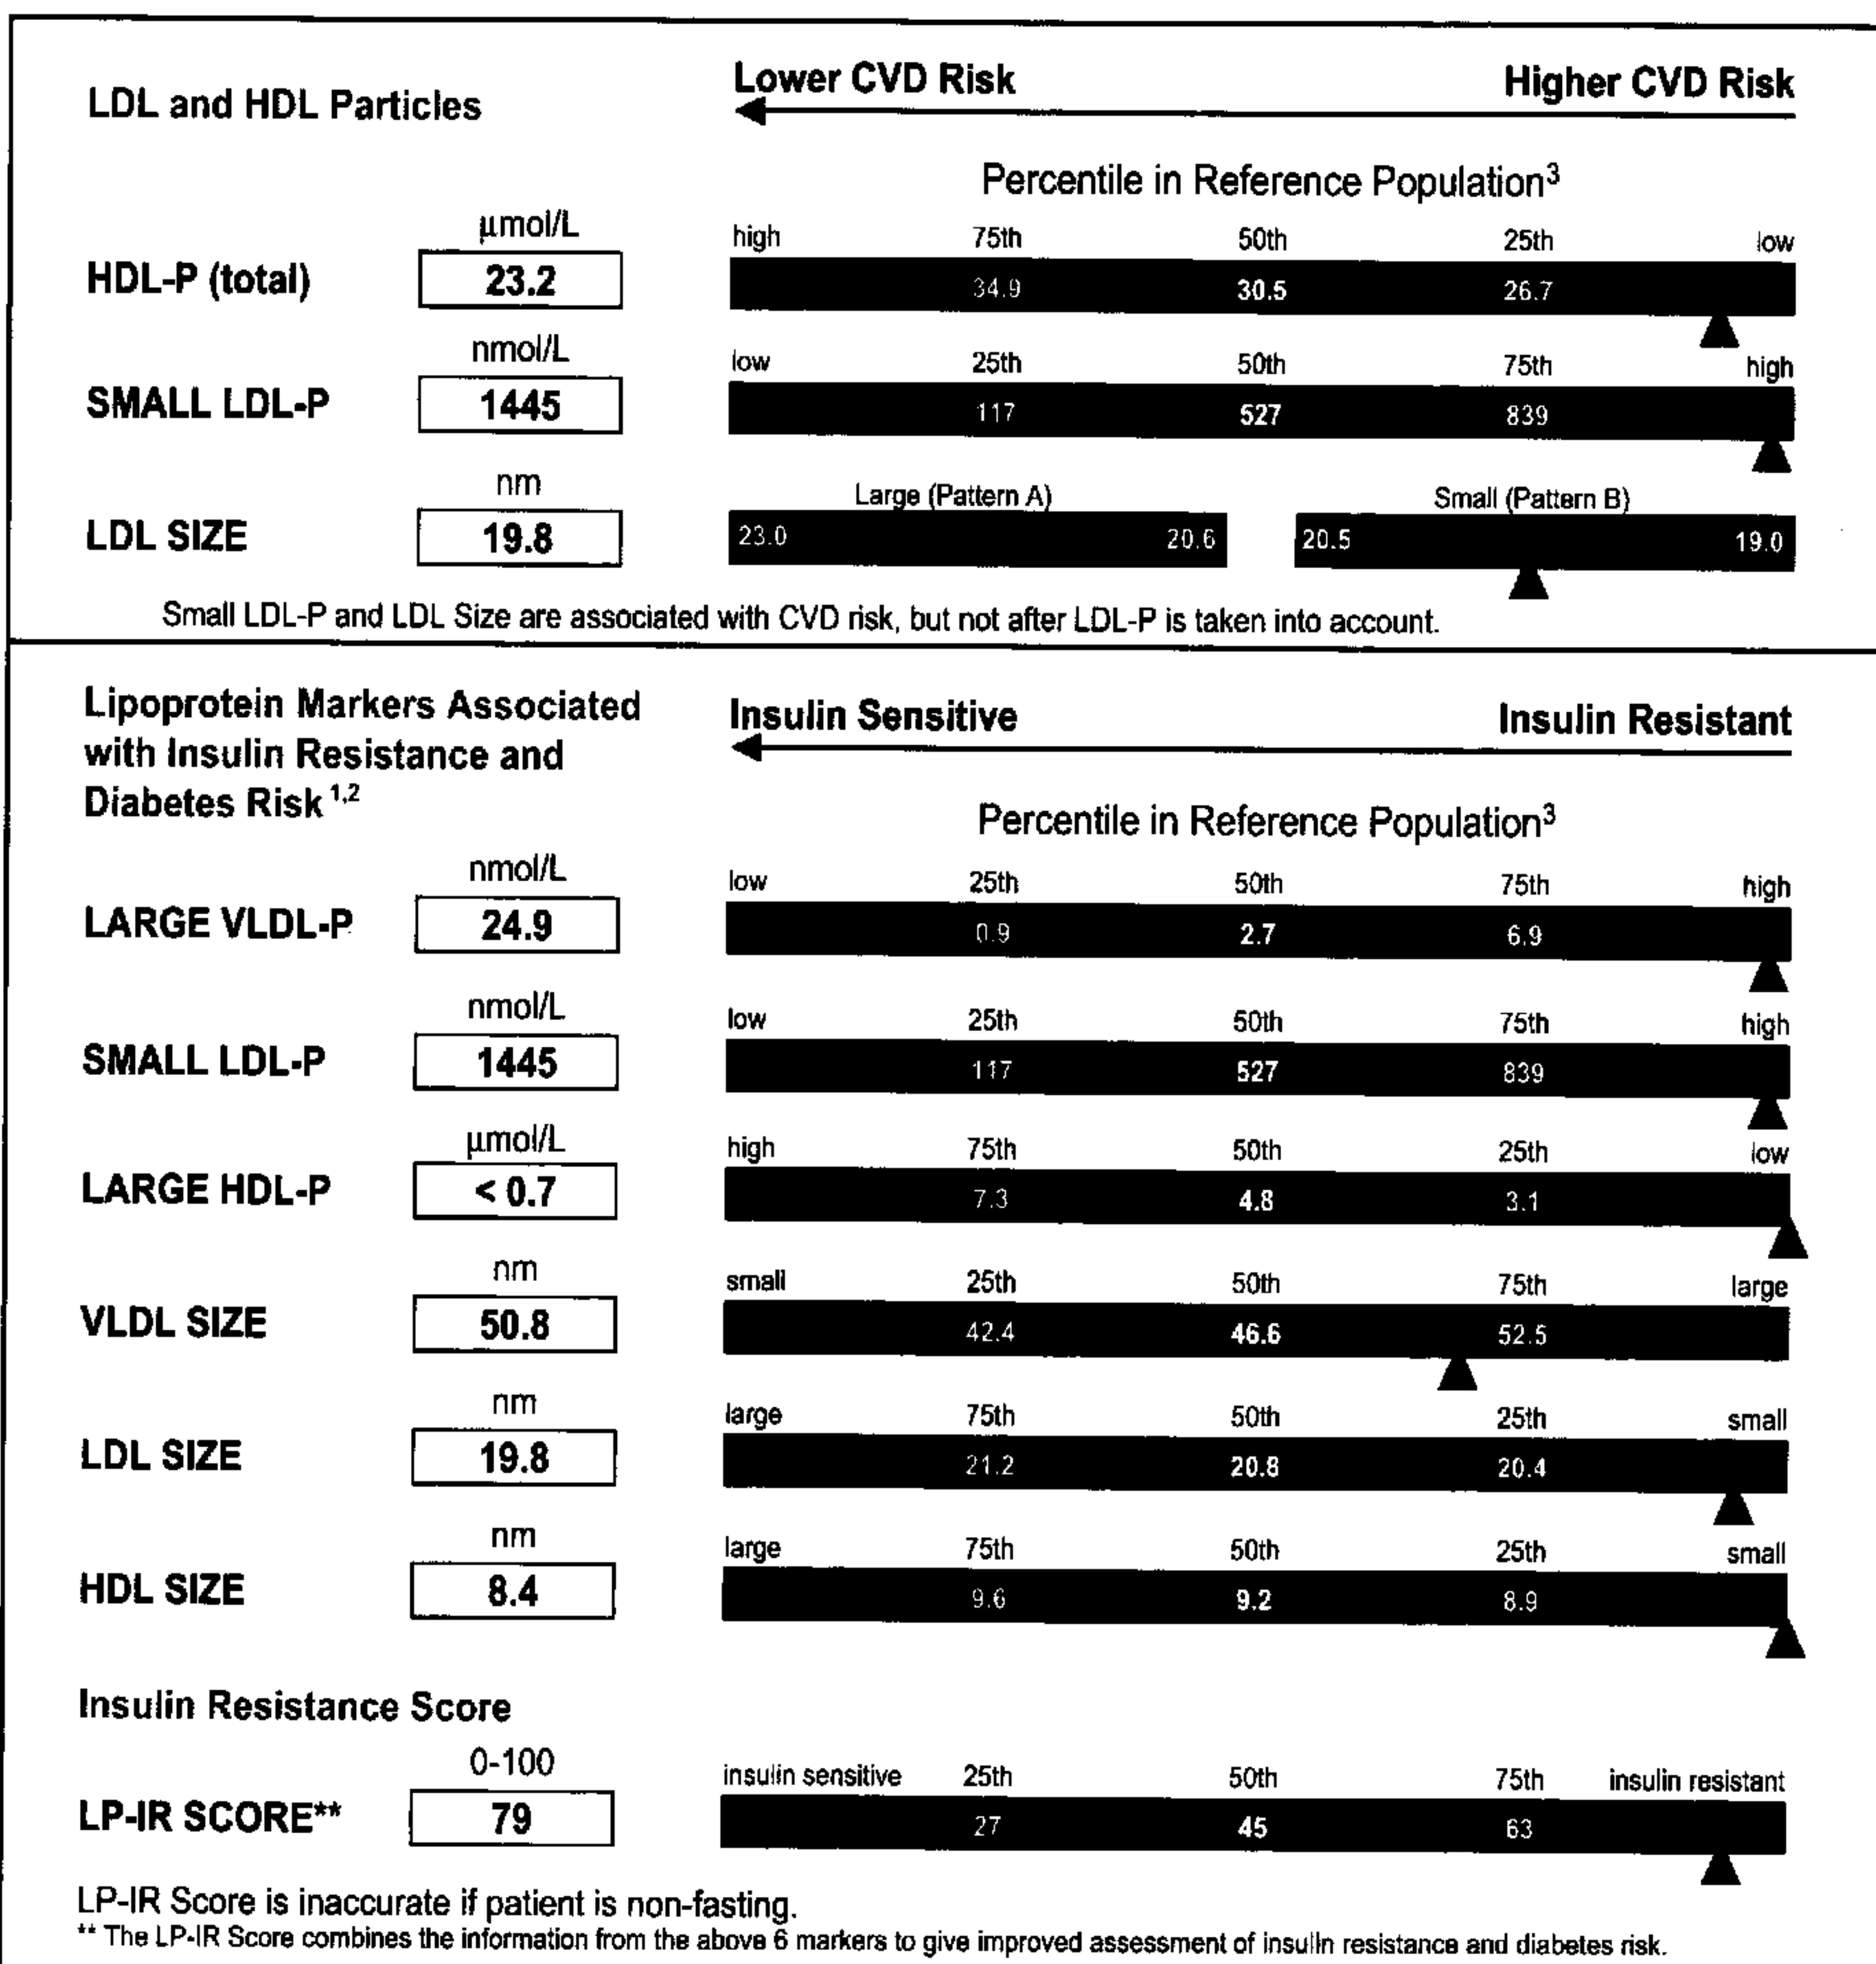 LDL and HDL Particles
Lower CVD Risk Higher CVD Risk
Percentile in Reference Population³
µmol/L
high 75th 50th 25th low
HDL-P (total) 23.2 34.9 30.5 26.7
nmol/L
low 25th 50th 75th high
SMALL LDL-P 1445 117 527 839
nm
Large (Pattern A) Small (Pattern B)
LDL SIZE 19.8 23.0 20.6 20.5 19.0
Small LDL-P and LDL Size are associated with CVD risk, but not after LDL-P is taken into account.
Lipoprotein Markers Associated
with Insulin Resistance and
Diabetes Risk ¹,²
Insulin Sensitive Insulin Resistant
Percentile in Reference Population³
nmol/L
low 25th 50th 75th high
LARGE VLDL-P 24.9 0.9 2.7 6.9
nmol/L
low 25th 50th 75th high
SMALL LDL-P 1445 117 527 839
µmol/L
high 75th 50th 25th low
LARGE HDL-P < 0.7 7.3 4.8 3.1
nm
small 25th 50th 75th large
VLDL SIZE 50.8 42.4 46.6 52.5
nm
large 75th 50th 25th small
LDL SIZE 19.8 21.2 20.8 20.4
nm
large 75th 50th 25th small
HDL SIZE 8.4 9.6 9.2 8.9
Insulin Resistance Score
0-100
insulin sensitive 25th 50th 75th insulin resistant
LP-IR SCORE** 79 27 45 63
LP-IR Score is inaccurate if patient is non-fasting.
** The LP-IR Score combines the information from the above 6 markers to give improved assessment of insulin resistance and diabetes risk.